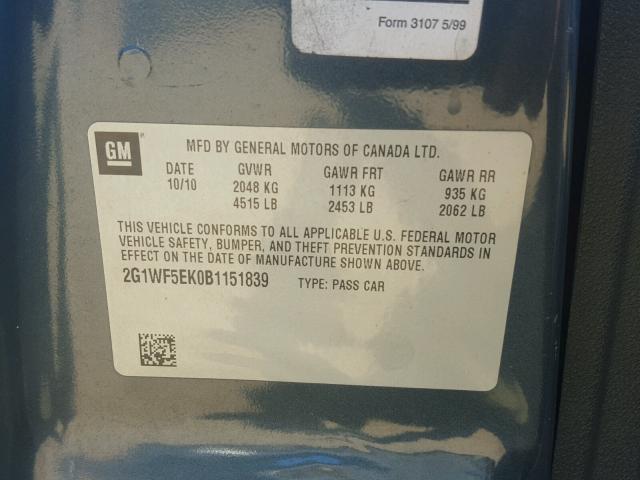 Form 3107 5/99
GM
MFD BY GENERAL MOTORS OF CANADA LTD.
DATE GVWR GAWR FRT GAWR RR
10/10 2048 KG 1113 KG 935 KG
4515 LB 2453 LB 2062 LB
THIS VEHICLE CONFORMS TO ALL APPLICABLE U.S. FEDERAL MOTOR
VEHICLE SAFETY, BUMPER, AND THEFT PREVENTION STANDARDS IN
EFFECT ON THE DATE OF MANUFACTURE SHOWN ABOVE.
2G1WF5EK0B1151839 TYPE: PASS CAR